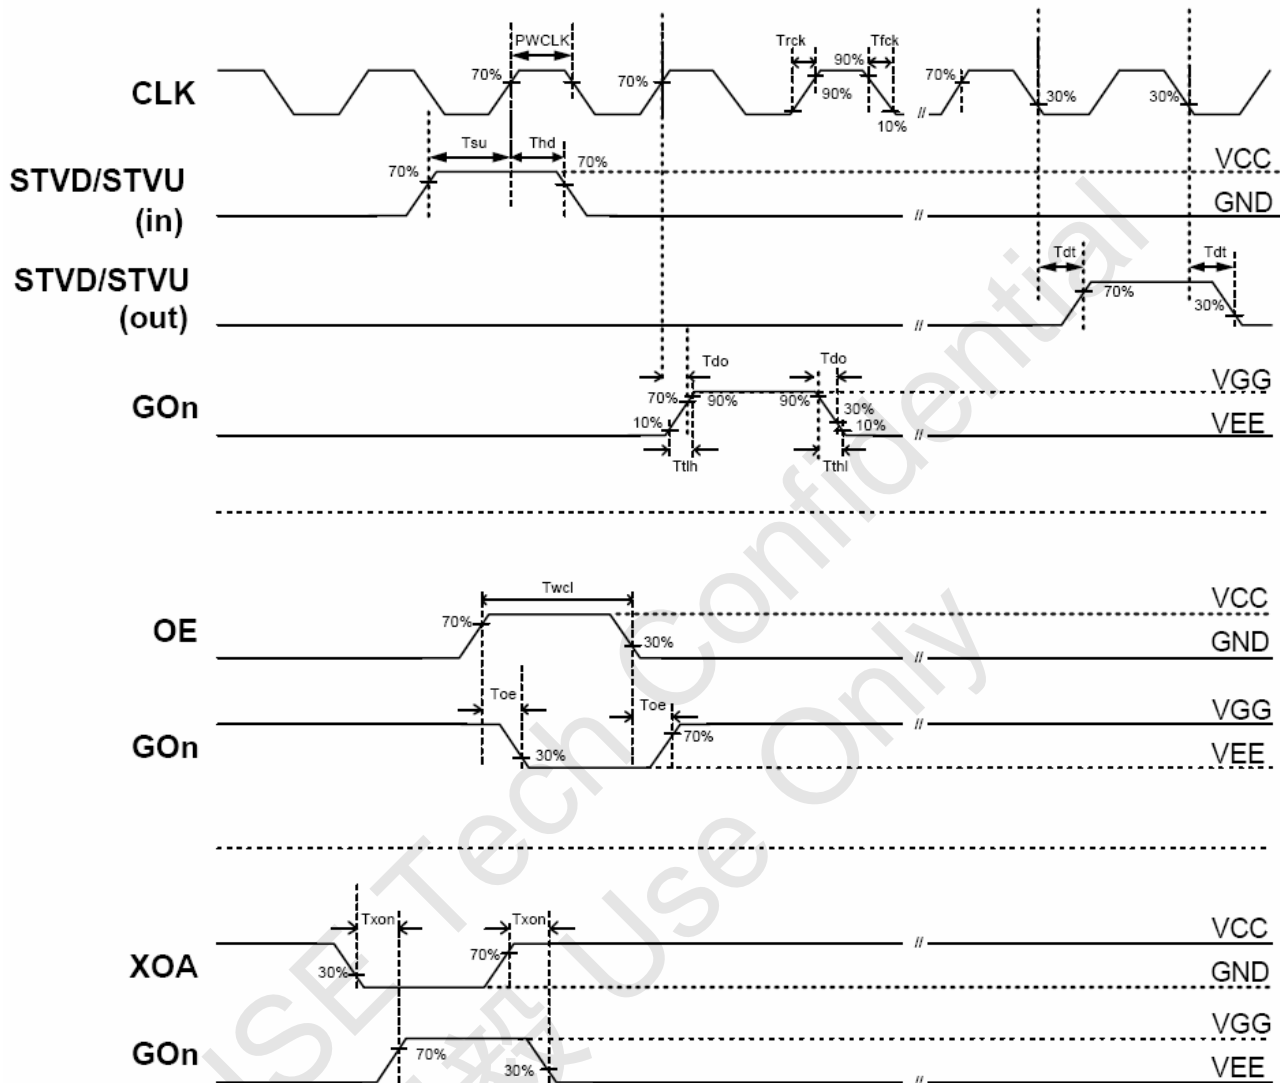 PWCLK
Trck
Tfck
CLK
70%
70%
90%
90%
10%
70%
30%
30%
STVD/STVU
(in)
70%
Tsu
Thd
70%
VCC
GND
STVD/STVU
(out)
Tdt
70%
Tdt
30%
GOn
Tdo
Tdo
70%
90%
90%
30%
10%
10%
Ttlh
Tthl
VGG
VEE
OE
Twcl
70%
30%
VCC
GND
GOn
Toe
Toe
30%
70%
VGG
VEE
XOA
Txon
Txon
30%
70%
VCC
GND
GOn
70%
30%
VGG
VEE
SE Tech Confidential
毅 Use Only